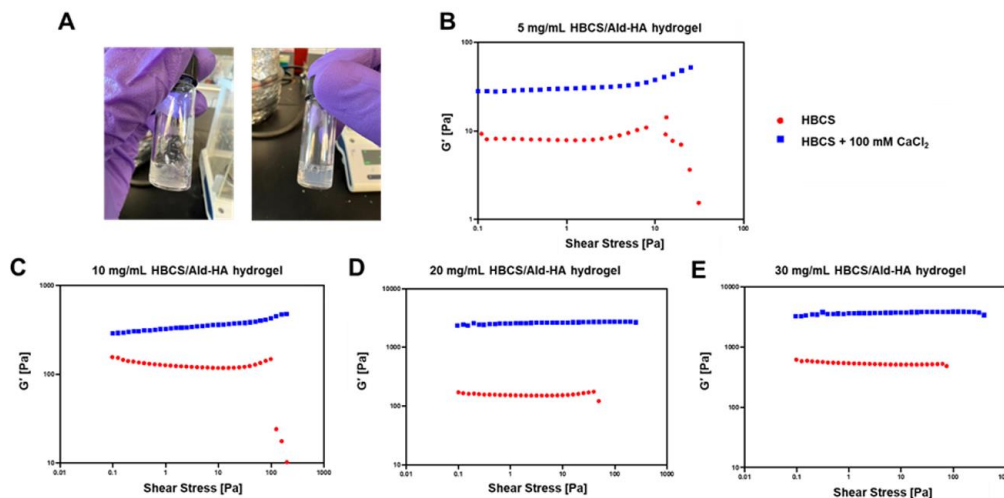 A
B
5 mg/mL HBCS/Ald-HA hydrogel
100
10
1
G′ [Pa]
0.1
1
10
100
Shear Stress [Pa]
HBCS
HBCS + 100 mM CaCl₂
C
10 mg/mL HBCS/Ald-HA hydrogel
1000
100
10
G′ [Pa]
0.01
0.1
1
10
100
1000
Shear Stress [Pa]
D
20 mg/mL HBCS/Ald-HA hydrogel
10000
1000
100
10
G′ [Pa]
0.01
0.1
1
10
100
1000
Shear Stress [Pa]
E
30 mg/mL HBCS/Ald-HA hydrogel
10000
1000
100
10
G′ [Pa]
0.01
0.1
1
10
100
Shear Stress [Pa]